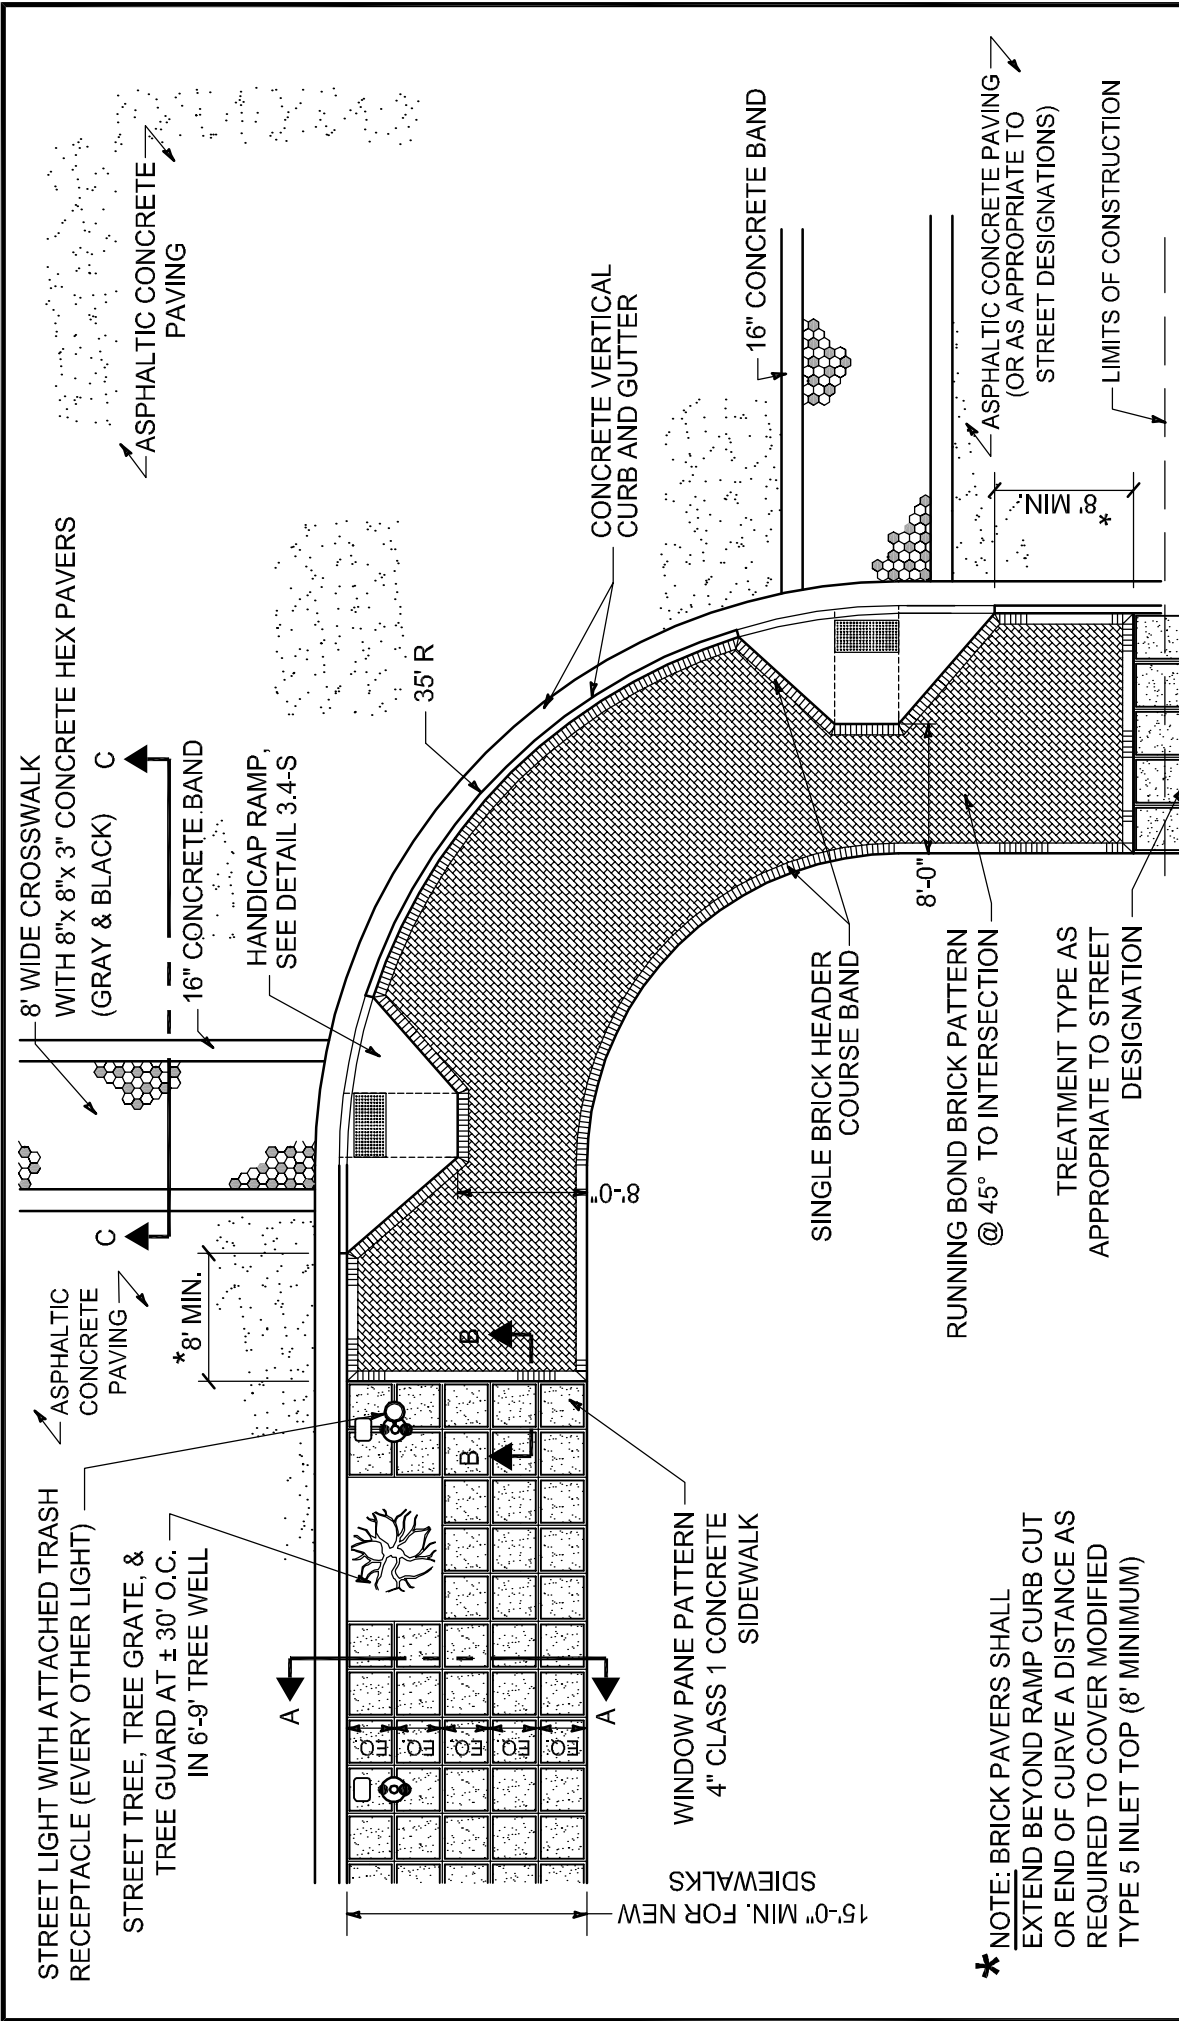 STREET LIGHT WITH ATTACHED TRASH
RECEPTACLE (EVERY OTHER LIGHT)
STREET TREE, TREE GRATE, &
TREE GUARD AT ± 30' O.C.
IN 6'-9' TREE WELL
ASPHALTIC
CONCRETE
PAVING
*8' MIN.
8' WIDE CROSSWALK
WITH 8"x 8"x 3" CONCRETE HEX PAVERS
(GRAY & BLACK)
C
C
16" CONCRETE BAND
HANDICAP RAMP,
SEE DETAIL 3.4-S
35' R
ASPHALTIC CONCRETE
PAVING
CONCRETE VERTICAL
CURB AND GUTTER
16" CONCRETE BAND
ASPHALTIC CONCRETE PAVING
(OR AS APPROPRIATE TO
STREET DESIGNATIONS)
LIMITS OF CONSTRUCTION
8' MIN.
*
A
A
B
B
EQ
EQ
EQ
EQ
EQ
15'-0" MIN. FOR NEW
SDIEWALKS
WINDOW PANE PATTERN
4" CLASS 1 CONCRETE
SIDEWALK
8'-0"
SINGLE BRICK HEADER
COURSE BAND
8'-0"
RUNNING BOND BRICK PATTERN
@ 45° TO INTERSECTION
TREATMENT TYPE AS
APPROPRIATE TO STREET
DESIGNATION
* NOTE: BRICK PAVERS SHALL
EXTEND BEYOND RAMP CURB CUT
OR END OF CURVE A DISTANCE AS
REQUIRED TO COVER MODIFIED
TYPE 5 INLET TOP (8' MINIMUM)